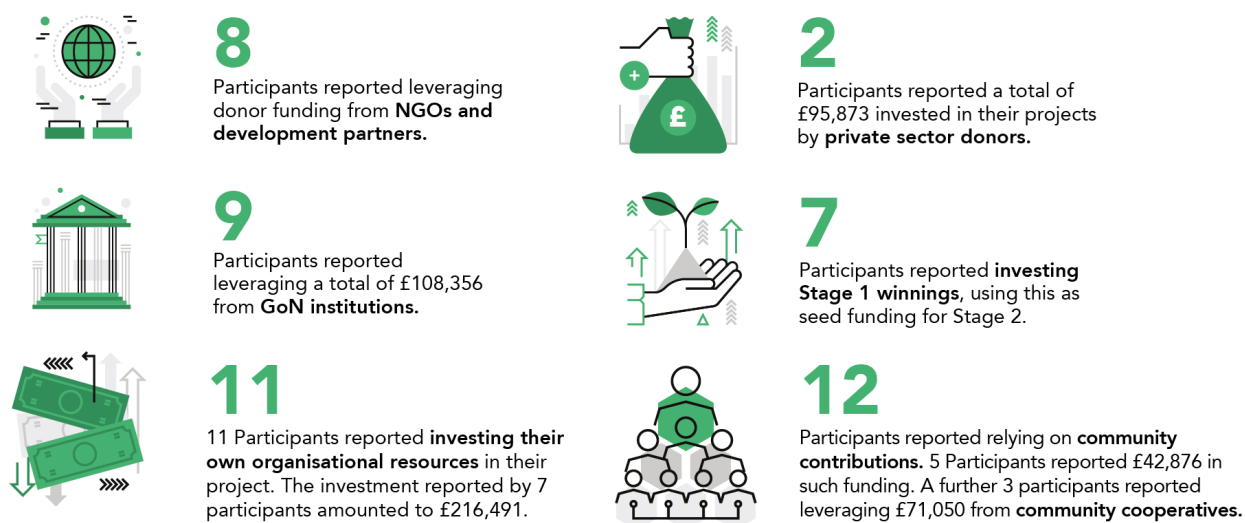 8
Participants reported leveraging
donor funding from NGOs and
development partners.
2
Participants reported a total of
£95,873 invested in their projects
by private sector donors.
9
Participants reported
leveraging a total of £108,356
from GoN institutions.
7
Participants reported investing
Stage 1 winnings, using this as
seed funding for Stage 2.
11
11 Participants reported investing their
own organisational resources in their
project. The investment reported by 7
participants amounted to £216,491.
12
Participants reported relying on community
contributions. 5 Participants reported £42,876 in
such funding. A further 3 participants reported
leveraging £71,050 from community cooperatives.
+
£